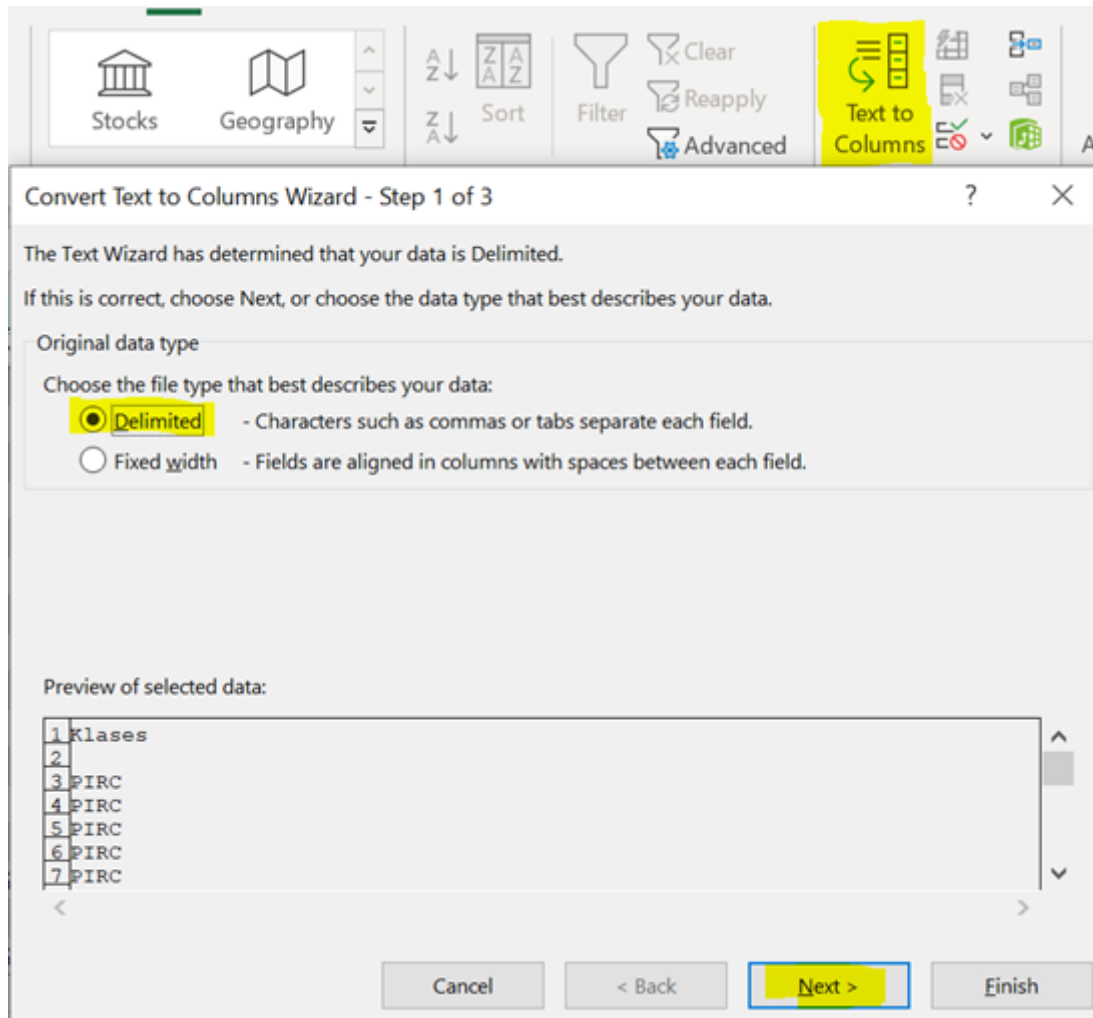 Stocks
Geography
Sort
Filter
Clear
Reapply
Advanced
Text to
Columns
Convert Text to Columns Wizard - Step 1 of 3
?
The Text Wizard has determined that your data is Delimited.
If this is correct, choose Next, or choose the data type that best describes your data.
Original data type
Choose the file type that best describes your data:
Delimited - Characters such as commas or tabs separate each field.
Fixed width - Fields are aligned in columns with spaces between each field.
Preview of selected data:
1 Klases
2
3 PIRC
4 PIRC
5 PIRC
6 PIRC
7 PIRC
Cancel
< Back
Next >
Finish